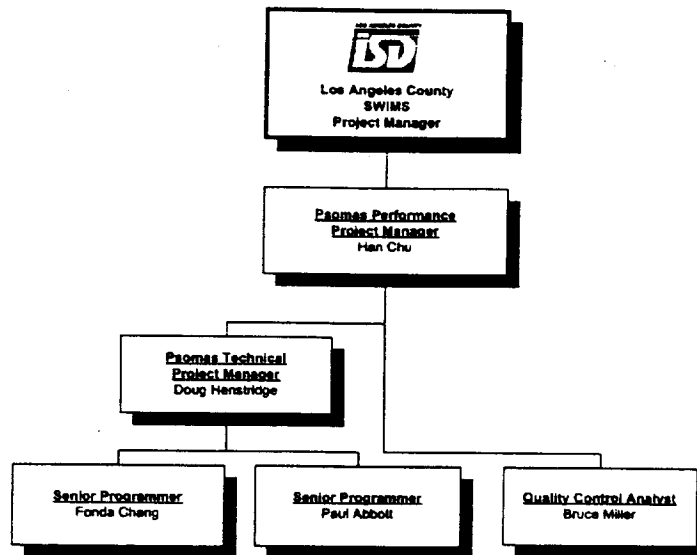 LOS ANGELES COUNTY
iSD
Los Angeles County
SWIMS
Project Manager
Psomas Performance
Project Manager
Han Chu
Psomas Technical
Project Manager
Doug Henstridge
Senior Programmer
Fonda Chang
Senior Programmer
Paul Abbott
Quality Control Analyst
Bruce Miller